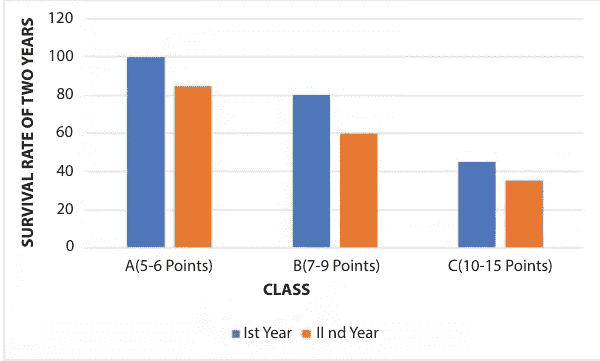 SURVIVAL RATE OF TWO YEARS
120
100
80
60
40
20
0
A(5-6 Points) B(7-9 Points) C(10-15 Points)
CLASS
Ist Year II nd Year